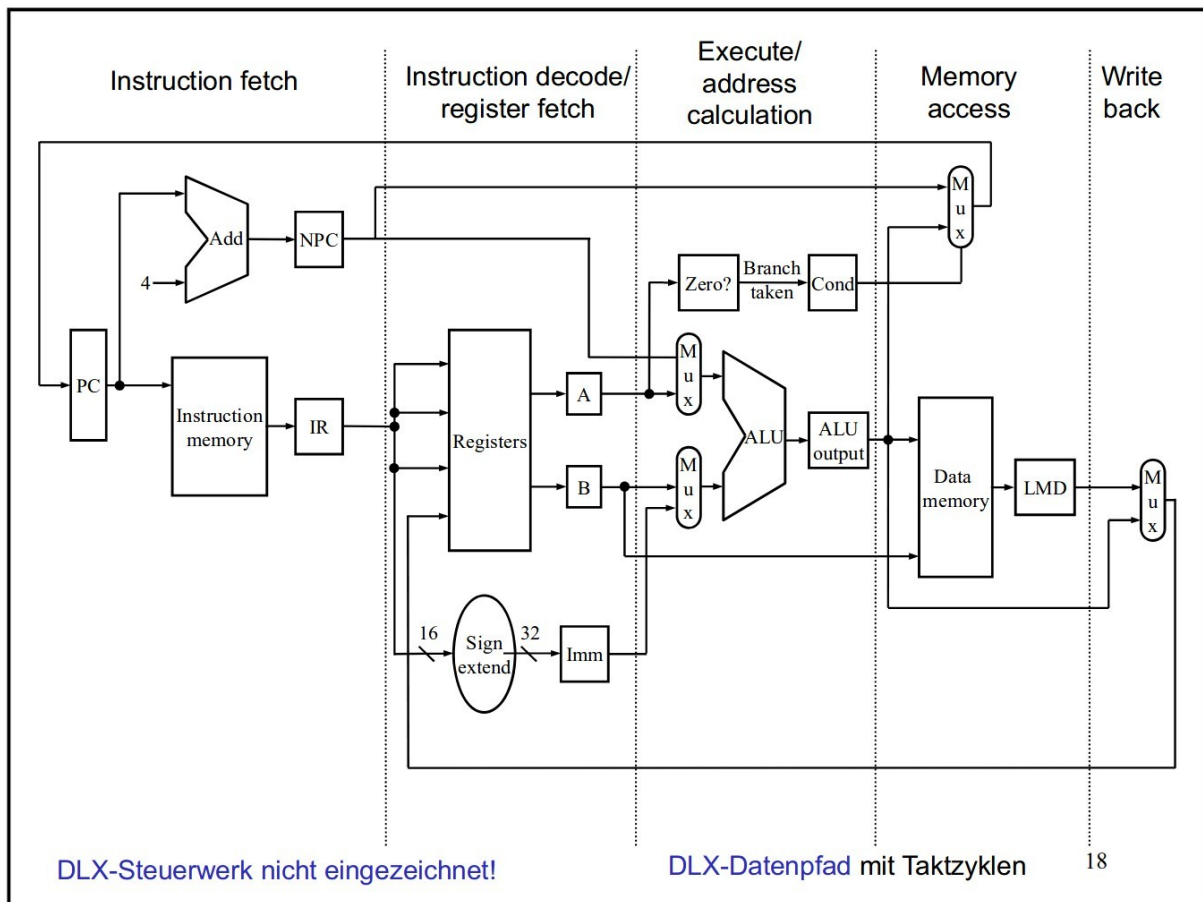 Instruction fetch
Instruction decode/
register fetch
Execute/
address
calculation
Memory
access
Write
back
Add
NPC
4
PC
Instruction
memory
IR
Registers
A
B
16
Sign
extend
32
Imm
Zero?
Branch
taken
Cond
M
u
x
M
u
x
M
u
x
ALU
ALU
output
M
u
x
Data
memory
LMD
M
u
x
DLX-Steuerwerk nicht eingezeichnet!
DLX-Datenpfad mit Taktzyklen
18